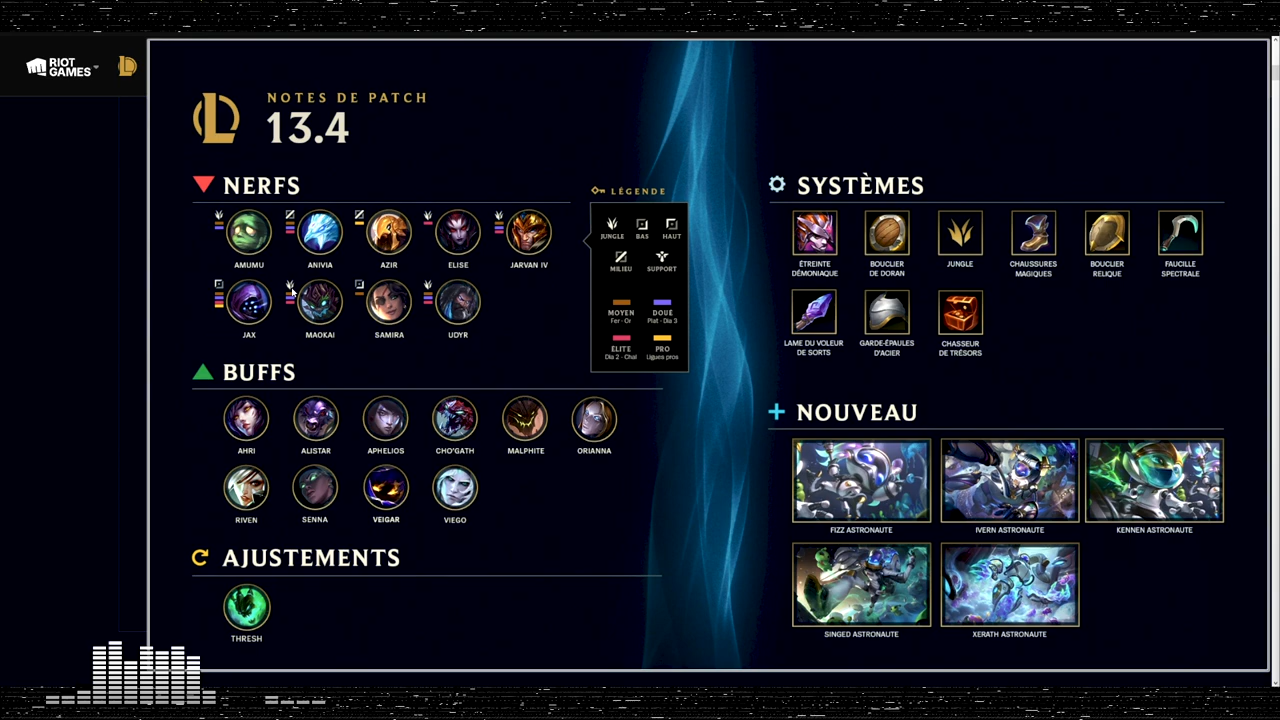 RIOT
GAMES
NOTES DE PATCH
13.4
NERFS
AMUMU
ANIVIA
AZIR
ELISE
JARVAN IV
JAX
MAOKAI
SAMIRA
UDYR
LÉGENDE
JUNGLE
BAS
HAUT
MILIEU
SUPPORT
MOYEN
Fer - Or
DOUÉ
Plat - Dia 3
ÉLITE
Dia 2 - Chal
PRO
Ligues pros
BUFFS
AHRI
ALISTAR
APHELIOS
CHO'GATH
MALPHITE
ORIANNA
RIVEN
SENNA
VEIGAR
VIEGO
AJUSTEMENTS
THRESH
SYSTÈMES
ÉTREINTE
DÉMONIAQUE
BOUCLIER
DE DORAN
JUNGLE
CHAUSSURES
MAGIQUES
BOUCLIER
RELIQUE
FAUCILLE
SPECTRALE
LAME DU VOLEUR
DE SORTS
GARDE-ÉPAULES
D'ACIER
CHASSEUR
DE TRÉSORS
NOUVEAU
FIZZ ASTRONAUTE
IVERN ASTRONAUTE
KENNEN ASTRONAUTE
SINGED ASTRONAUTE
XERATH ASTRONAUTE